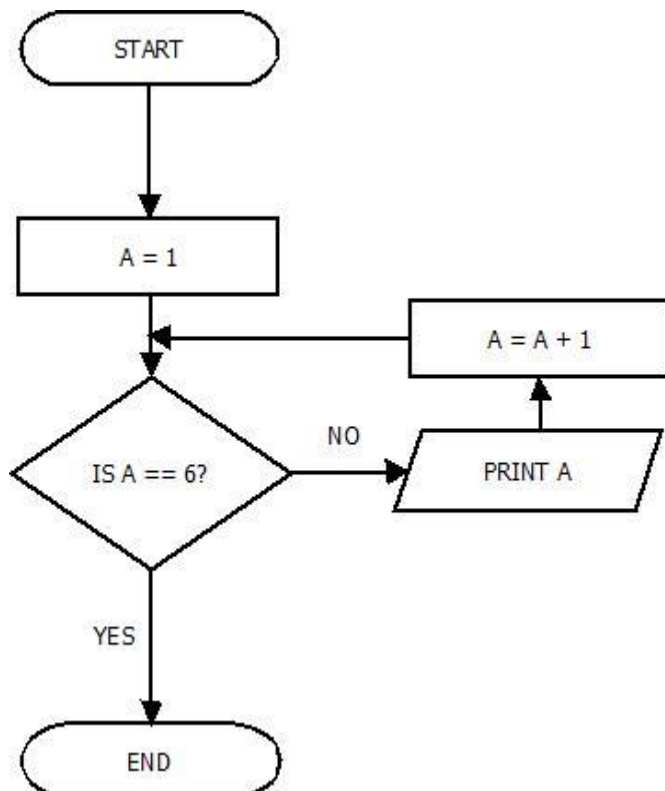 START
A = 1
A = A + 1
IS A == 6?
NO
PRINT A
YES
END